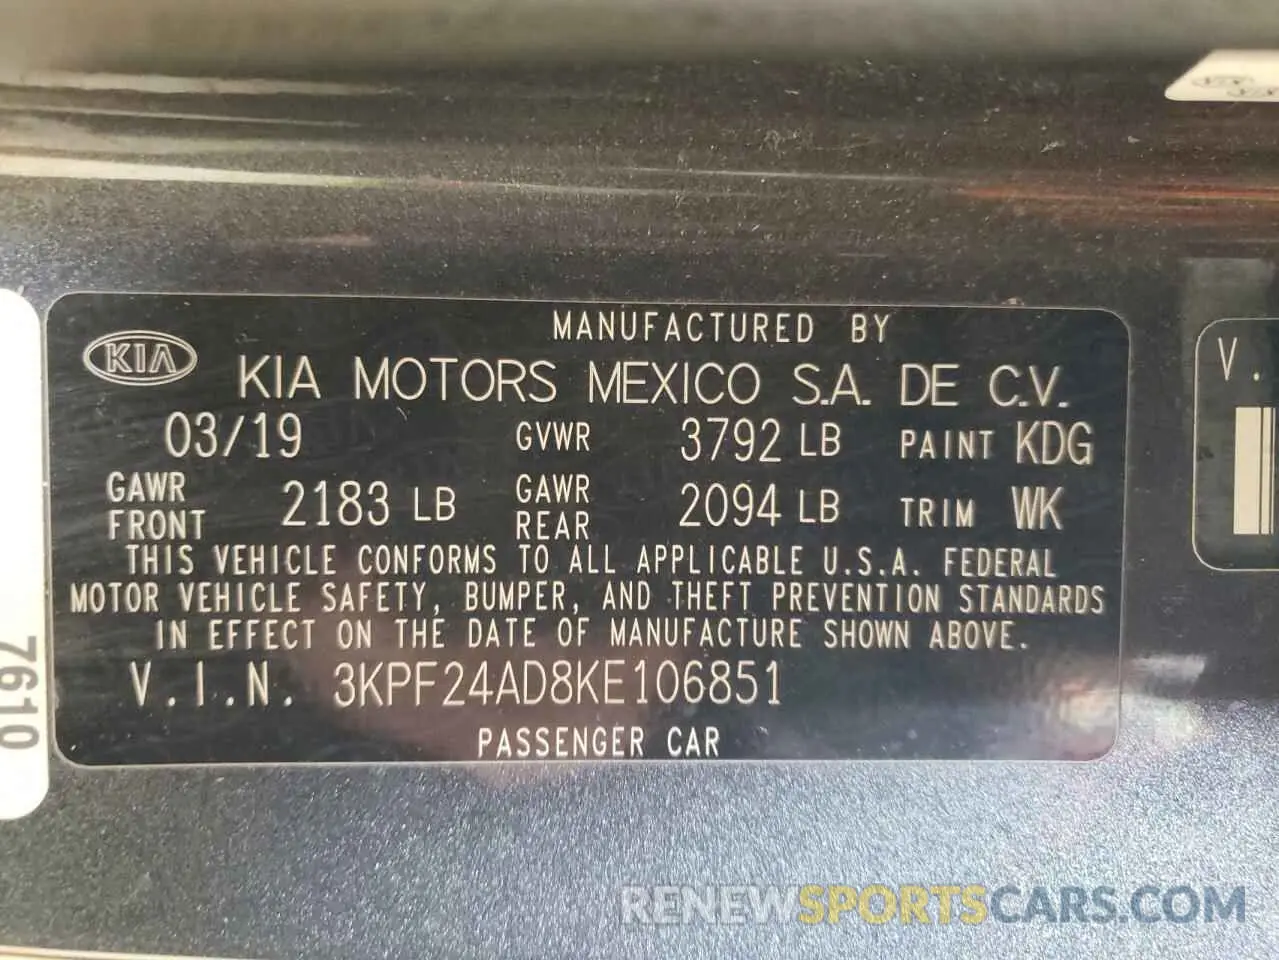 MANUFACTURED BY
KIA KIA MOTORS MEXICO S.A. DE C.V.
03/19 GVWR 3792 LB PAINT KDG
GAWR FRONT 2183 LB GAWR REAR 2094 LB TRIM WK
THIS VEHICLE CONFORMS TO ALL APPLICABLE U.S.A. FEDERAL
MOTOR VEHICLE SAFETY, BUMPER, AND THEFT PREVENTION STANDARDS
IN EFFECT ON THE DATE OF MANUFACTURE SHOWN ABOVE.
V.I.N. 3KPF24AD8KE106851
PASSENGER CAR
V.
7610
RENEWSPORTSCARS.COM